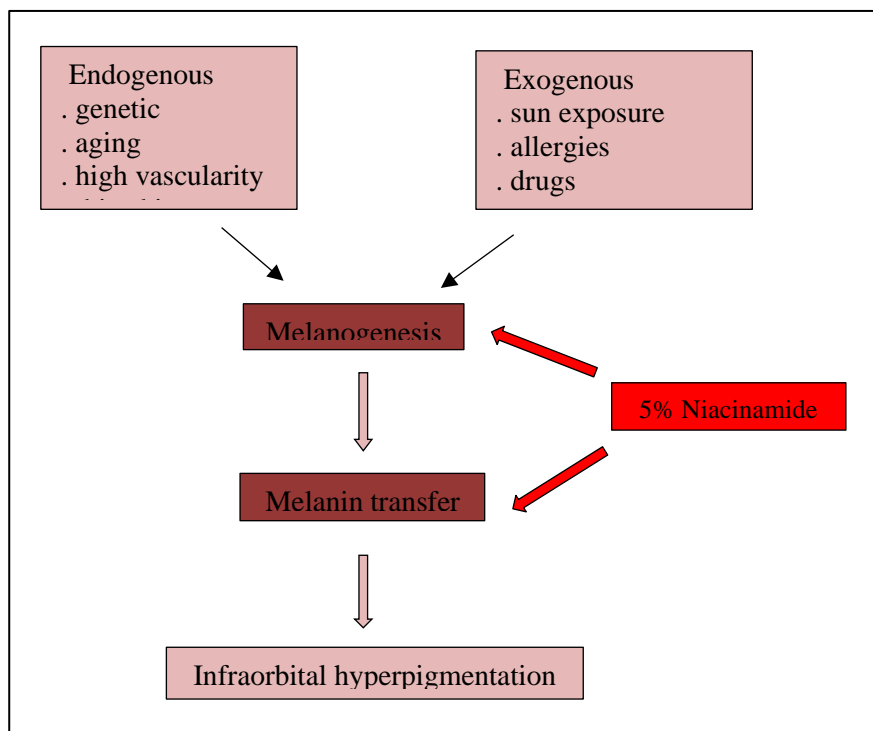 Endogenous
. genetic
. aging
. high vascularity
Exogenous
. sun exposure
. allergies
. drugs
Melanogenesis
5% Niacinamide
Melanin transfer
Infraorbital hyperpigmentation